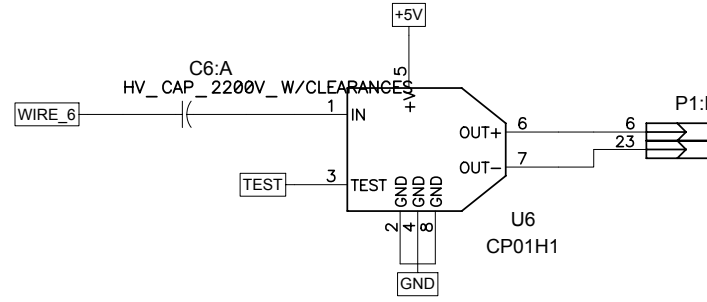 +5V
C6:A
HV_CAP_2200V_W/CLEARANCES
5
+V
WIRE_6
1
IN
OUT+
6
6
P1:
23
OUT-
7
TEST
3
TEST
GND
GND
GND
2
4
8
U6
CP01H1
GND